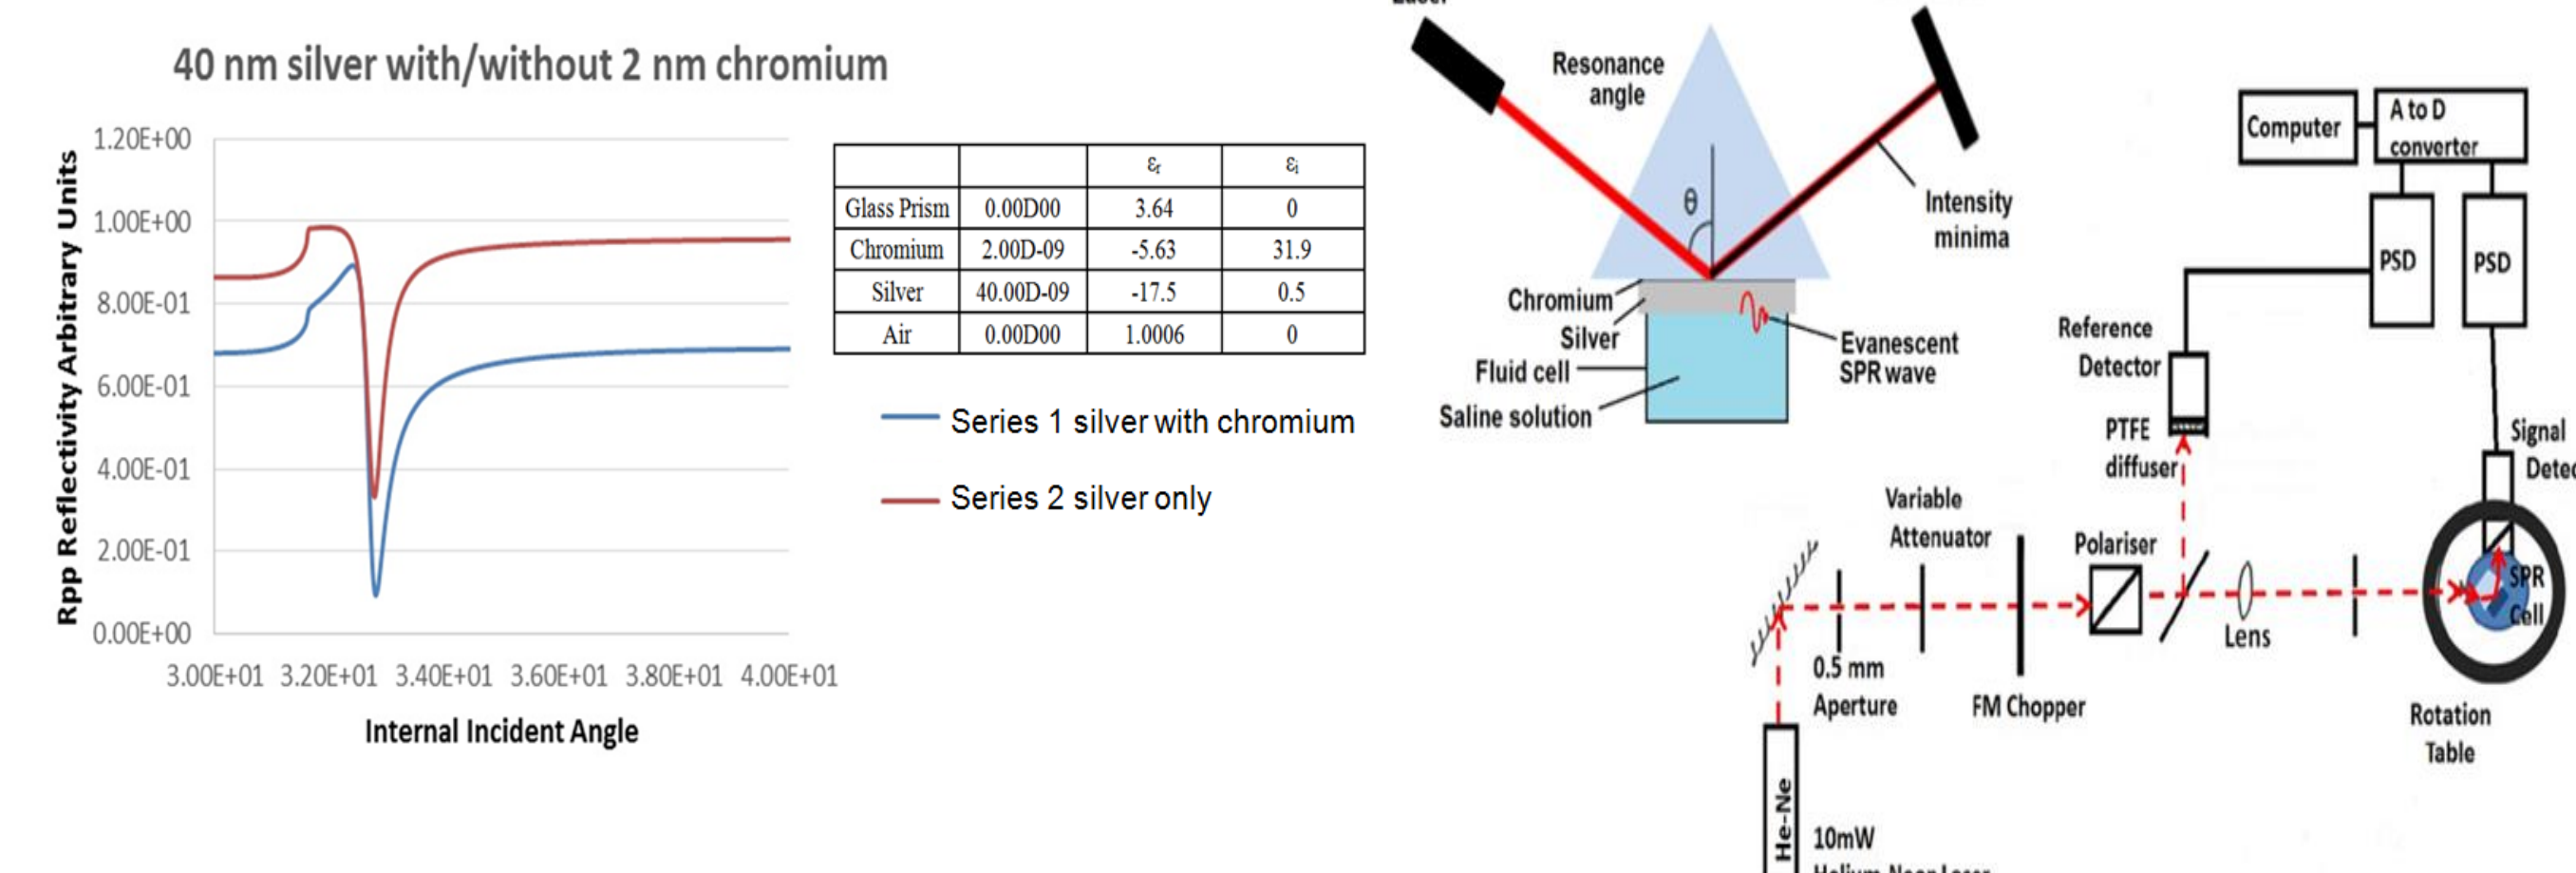 40 nm silver with/without 2 nm chromium
Rpp Reflectivity Arbitrary Units
1.20E+00
1.00E+00
8.00E-01
6.00E-01
4.00E-01
2.00E-01
0.00E+00
3.00E+01 3.20E+01 3.40E+01 3.60E+01 3.80E+01 4.00E+01
Internal Incident Angle
εr εi
Glass Prism 0.00D00 3.64 0
Chromium 2.00D-09 -5.63 31.9
Silver 40.00D-09 -17.5 0.5
Air 0.00D00 1.0006 0
Series 1 silver with chromium
Series 2 silver only
Laser
Resonance
angle
θ
Intensity
minima
Chromium
Silver
Fluid cell
Saline solution
Evanescent
SPR wave
Computer
A to D
converter
PSD
PSD
Reference
Detector
PTFE
diffuser
Signal
Detec
Variable
Attenuator
Polariser
SPR
Cell
Lens
0.5 mm
Aperture
FM Chopper
Rotation
Table
He-Ne
10mW
Helium-Neon Laser